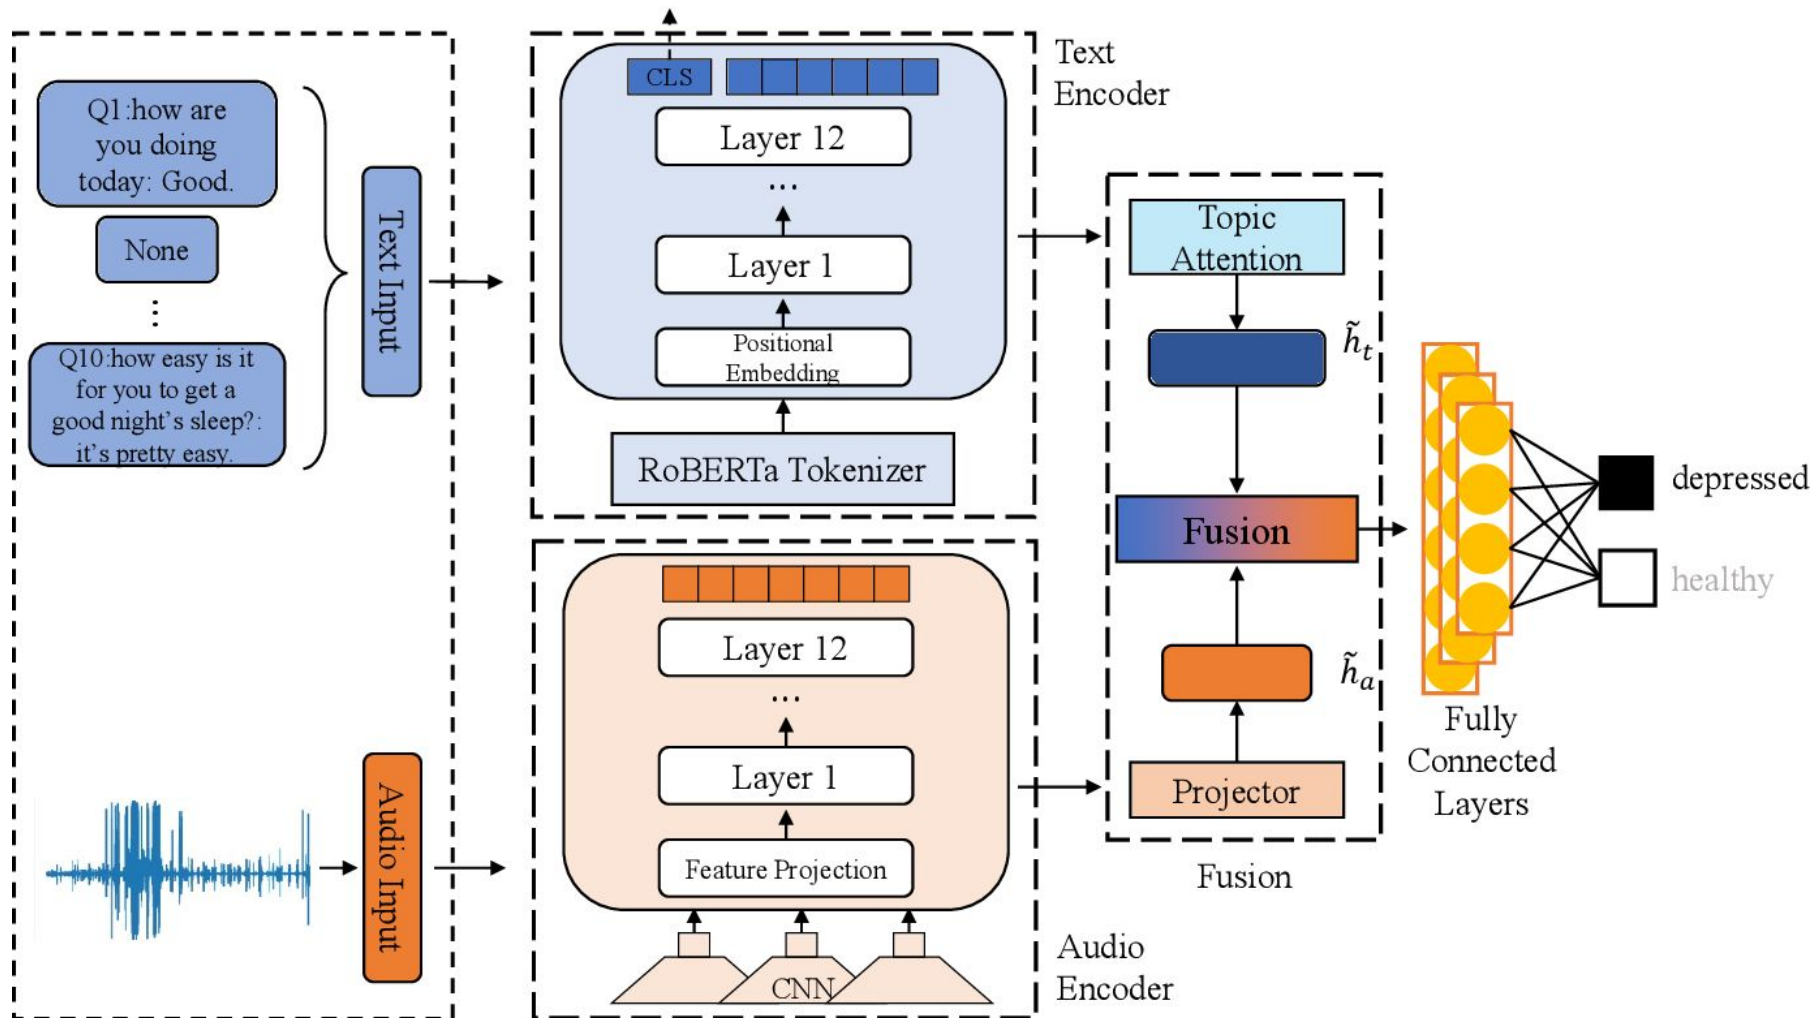 Q1:how are
you doing
today: Good.
None
⋮
Q10:how easy is it
for you to get a
good night's sleep?:
it's pretty easy.
Text Input
Audio Input
CLS
Layer 12
...
Layer 1
Positional
Embedding
RoBERTa Tokenizer
Text
Encoder
Layer 12
...
Layer 1
Feature Projection
CNN
Audio
Encoder
Topic
Attention
h̃t
Fusion
h̃a
Projector
Fusion
Fully
Connected
Layers
depressed
healthy